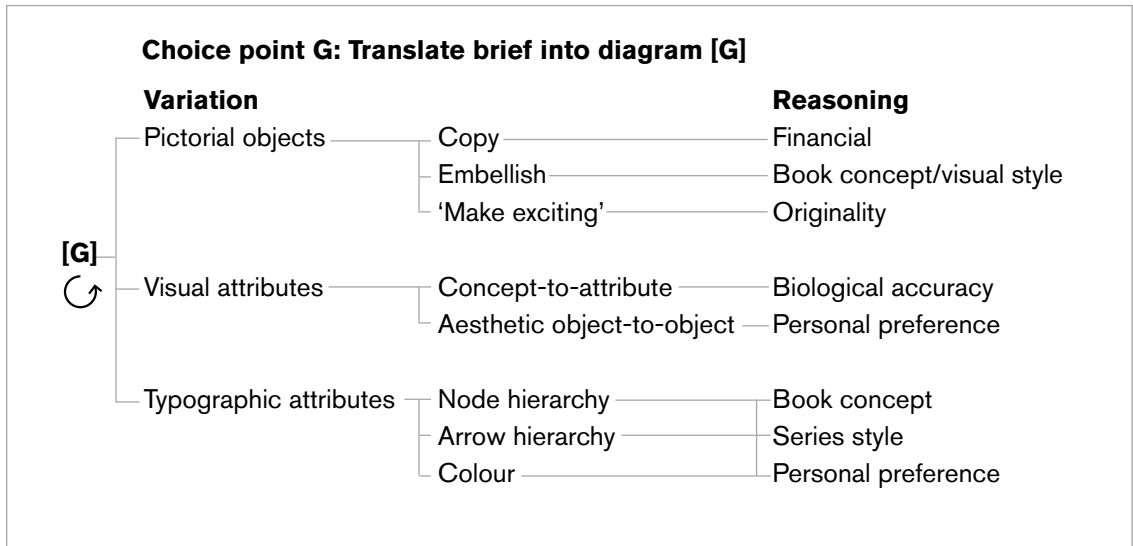 Choice point G: Translate brief into diagram [G]
Variation Reasoning
Pictorial objects Copy Financial
Embellish Book concept/visual style
‘Make exciting’ Originality
[G]
Visual attributes Concept-to-attribute Biological accuracy
Aesthetic object-to-object Personal preference
Typographic attributes Node hierarchy Book concept
Arrow hierarchy Series style
Colour Personal preference